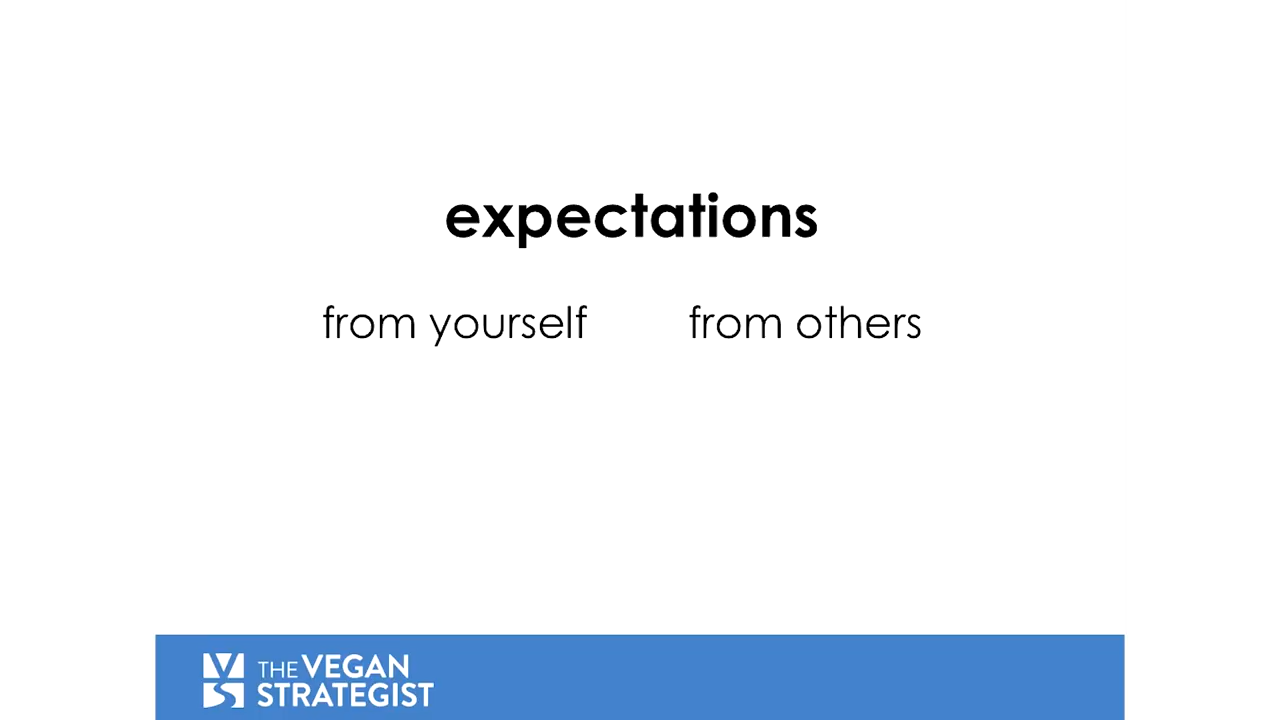 expectations
from yourself from others
THE VEGAN
STRATEGIST